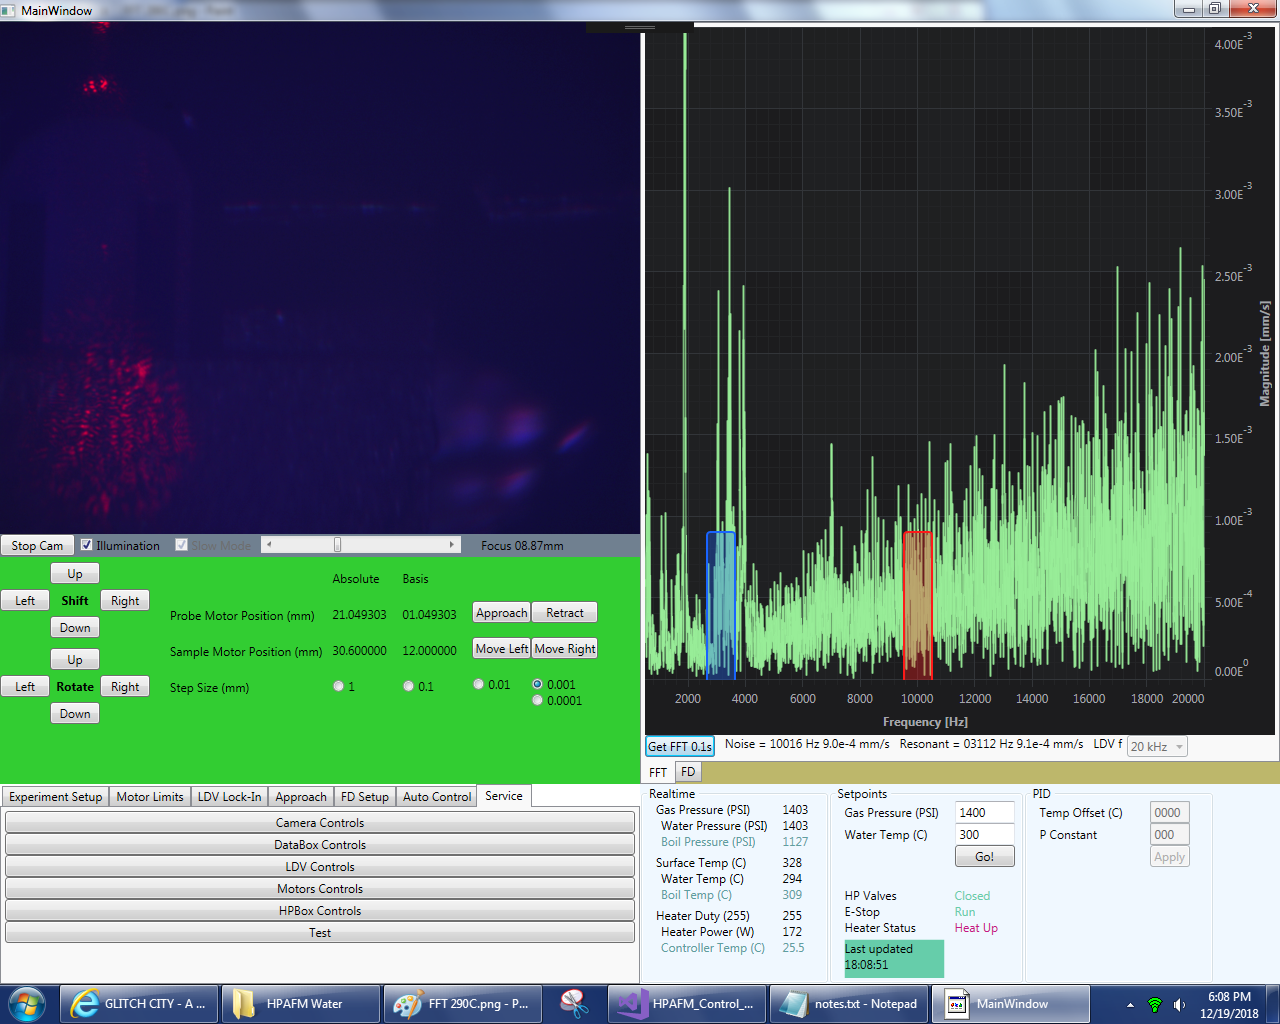 MainWindow
Stop Cam Illumination Slow Mode Focus 08.87mm
Up
Left Shift Right
Down
Up
Left Rotate Right
Down
Absolute Basis
Probe Motor Position (mm) 21.049303 01.049303 Approach Retract
Sample Motor Position (mm) 30.600000 12.000000 Move Left Move Right
Step Size (mm) 1 0.1 0.01 0.001
0.0001
4.00E-3
3.50E-3
3.00E-3
2.50E-3
2.00E-3
1.50E-3
1.00E-3
5.00E-4
0.00E0
Magnitude [mm/s]
2000 4000 6000 8000 10000 12000 14000 16000 18000 20000
Frequency [Hz]
Get FFT 0.1s Noise = 10016 Hz 9.0e-4 mm/s Resonant = 03112 Hz 9.1e-4 mm/s LDV f 20 kHz
FFT FD
Experiment Setup Motor Limits LDV Lock-In Approach FD Setup Auto Control Service
Camera Controls
DataBox Controls
LDV Controls
Motors Controls
HPBox Controls
Test
Realtime
Gas Pressure (PSI) 1403
Water Pressure (PSI) 1403
Boil Pressure (PSI) 1127
Surface Temp (C) 328
Water Temp (C) 294
Boil Temp (C) 309
Heater Duty (255) 255
Heater Power (W) 172
Controller Temp (C) 25.5
Setpoints
Gas Pressure (PSI) 1400
Water Temp (C) 300
Go!
HP Valves Closed
E-Stop Run
Heater Status Heat Up
Last updated
18:08:51
PID
Temp Offset (C) 0000
P Constant 000
Apply
GLITCH CITY - A ... HPAFM Water FFT 290C.png - P... HPAFM_Control_... notes.txt - Notepad MainWindow
6:08 PM
12/19/2018